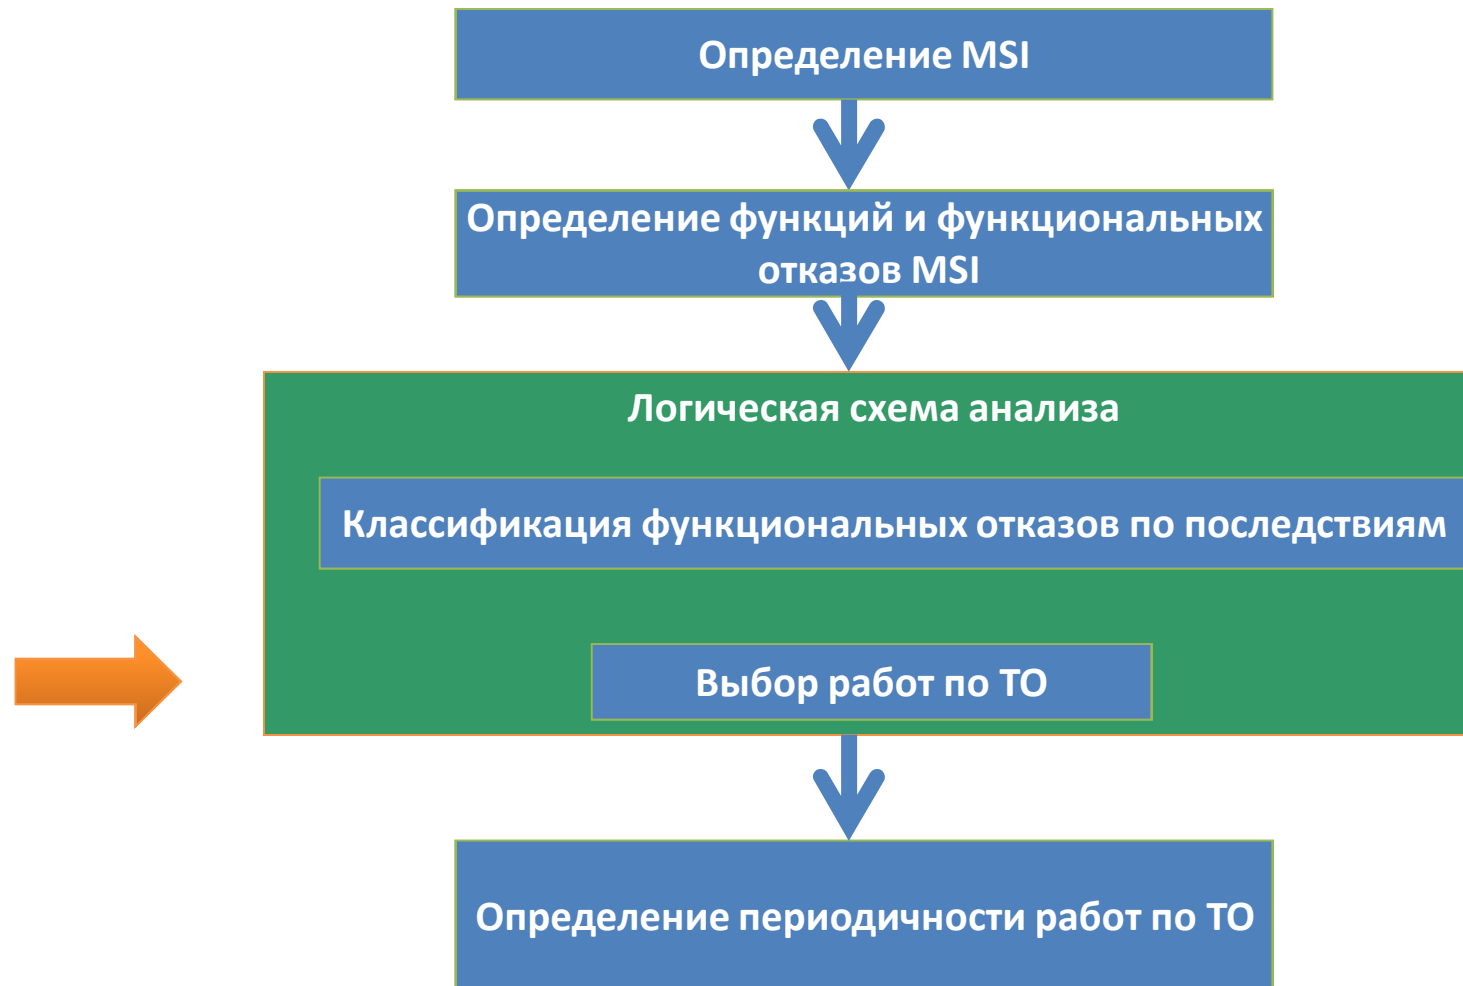 Определение MSI
Определение функций и функциональных
отказов MSI
Логическая схема анализа
Классификация функциональных отказов по последствиям
Выбор работ по ТО
Определение периодичности работ по ТО